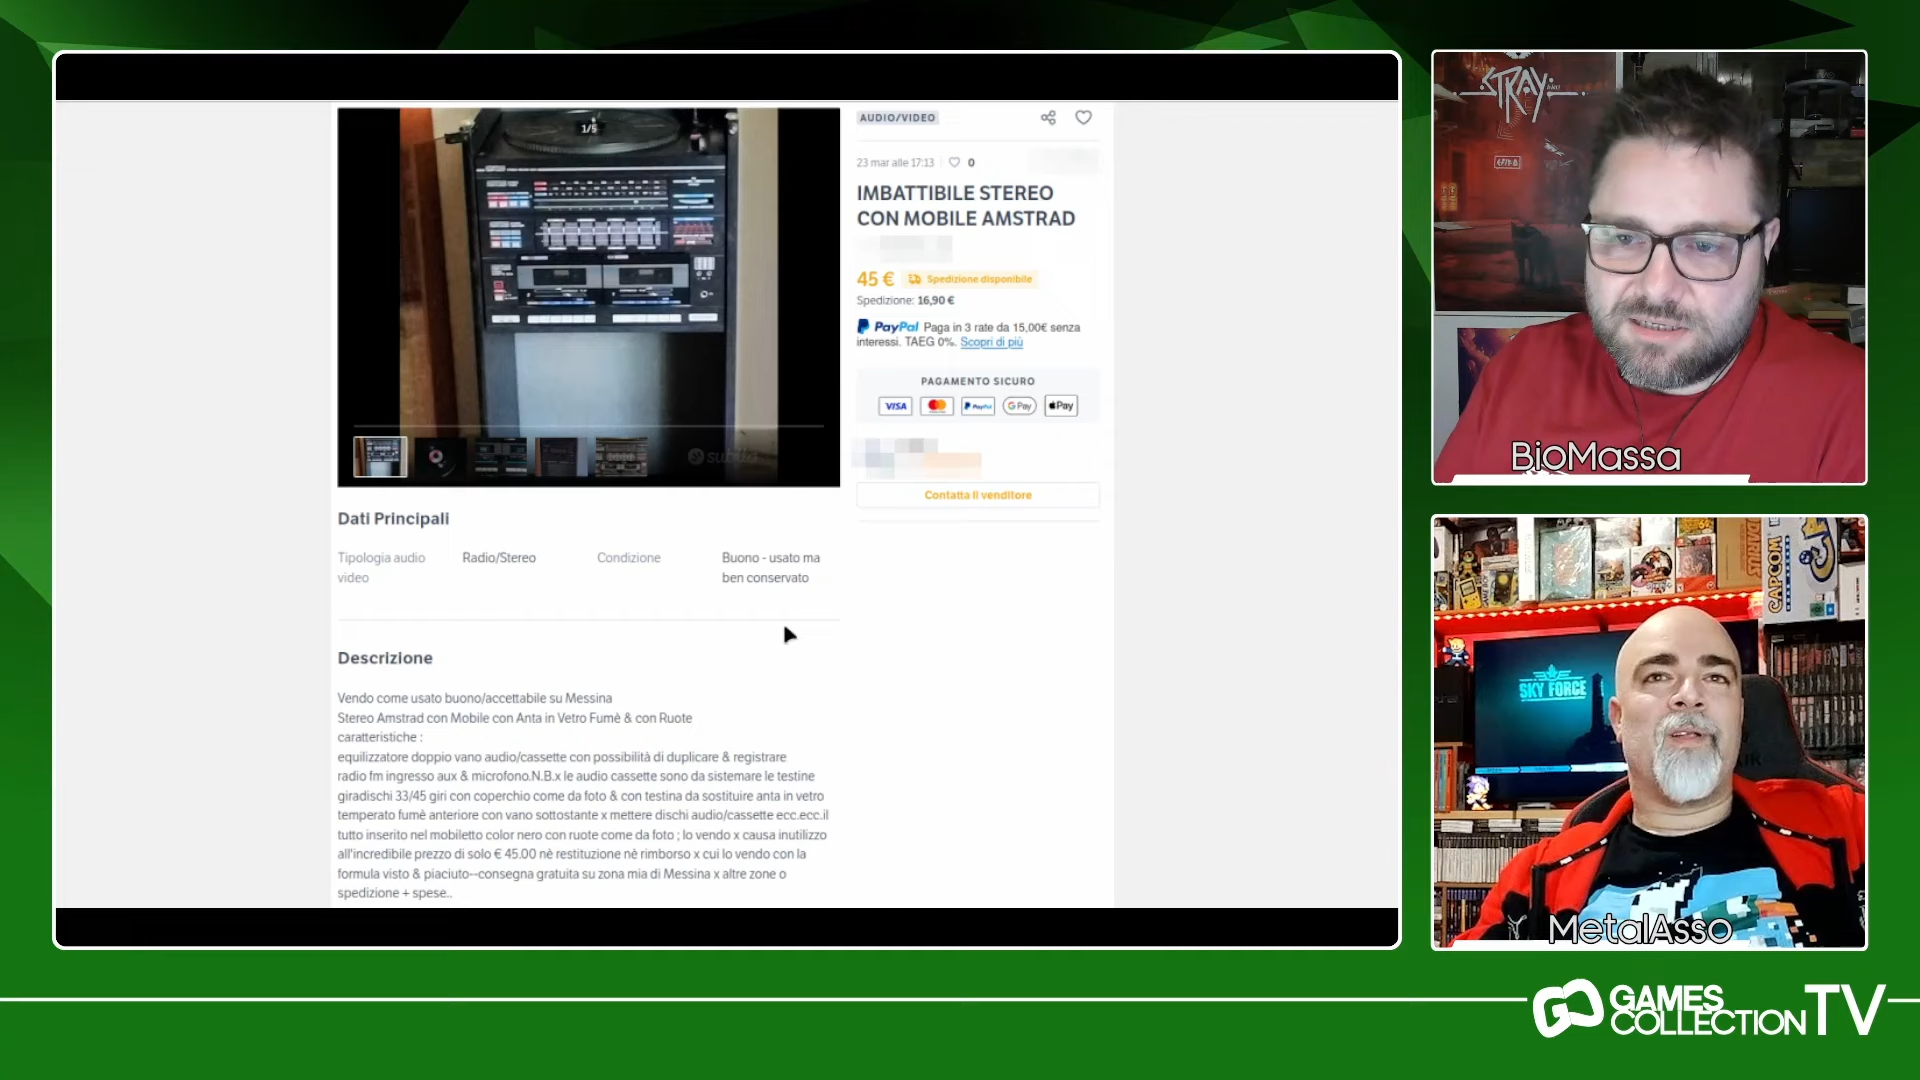 1/5
subito
AUDIO/VIDEO
23 mar alle 17:13
0
IMBATTIBILE STEREO
CON MOBILE AMSTRAD
45 €
Spedizione disponibile
Spedizione: 16,90 €
PayPal Paga in 3 rate da 15,00€ senza
interessi. TAEG 0%. Scopri di più
PAGAMENTO SICURO
VISA
PayPal
G Pay
Pay
Contatta il venditore
Dati Principali
Tipologia audio
video
Radio/Stereo
Condizione
Buono - usato ma
ben conservato
Descrizione
Vendo come usato buono/accettabile su Messina
Stereo Amstrad con Mobile con Anta in Vetro Fumè & con Ruote
caratteristiche :
equilizzatore doppio vano audio/cassette con possibilità di duplicare & registrare
radio fm ingresso aux & microfono.N.B.x le audio cassette sono da sistemare le testine
giradischi 33/45 giri con coperchio come da foto & con testina da sostituire anta in vetro
temperato fumè anteriore con vano sottostante x mettere dischi audio/cassette ecc.ecc.il
tutto inserito nel mobiletto color nero con ruote come da foto ; lo vendo x causa inutilizzo
all'incredibile prezzo di solo € 45.00 nè restituzione nè rimborso x cui lo vendo con la
formula visto & piaciuto--consegna gratuita su zona mia di Messina x altre zone o
spedizione + spese..
STRAY
BioMassa
CAPCOM
SKY FORCE
MetalAsso
GAMES
COLLECTION
TV